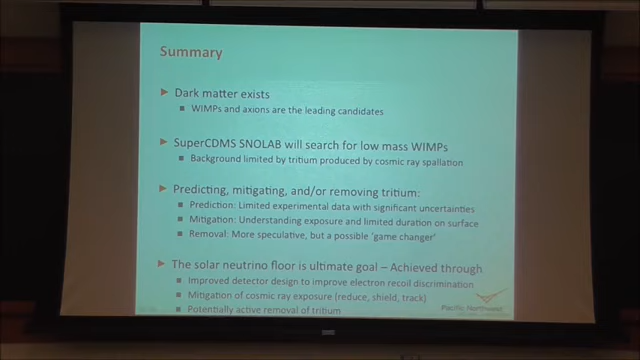 Summary
Dark matter exists
WIMPs and axions are the leading candidates
SuperCDMS SNOLAB will search for low mass WIMPs
Background limited by tritium produced by cosmic ray spallation
Predicting, mitigating, and/or removing tritium:
Prediction: Limited experimental data with significant uncertainties
Mitigation: Understanding exposure and limited duration on surface
Removal: More speculative, but a possible ‘game changer’
The solar neutrino floor is ultimate goal – Achieved through
Improved detector design to improve electron recoil discrimination
Mitigation of cosmic ray exposure (reduce, shield, track)
Pacific Northwest
Potentially active removal of tritium